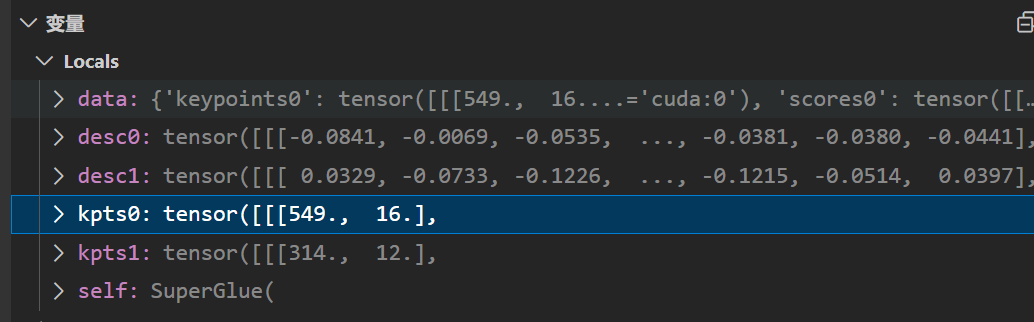 变量
Locals
data: {'keypoints0': tensor([[[549.,  16....='cuda:0'), 'scores0': tensor([[…
desc0: tensor([[[-0.0841, -0.0069, -0.0535,  ..., -0.0381, -0.0380, -0.0441],
desc1: tensor([[[ 0.0329, -0.0733, -0.1226,  ..., -0.1215, -0.0514,  0.0397],
kpts0: tensor([[[549.,  16.],
kpts1: tensor([[[314.,  12.],
self: SuperGlue(